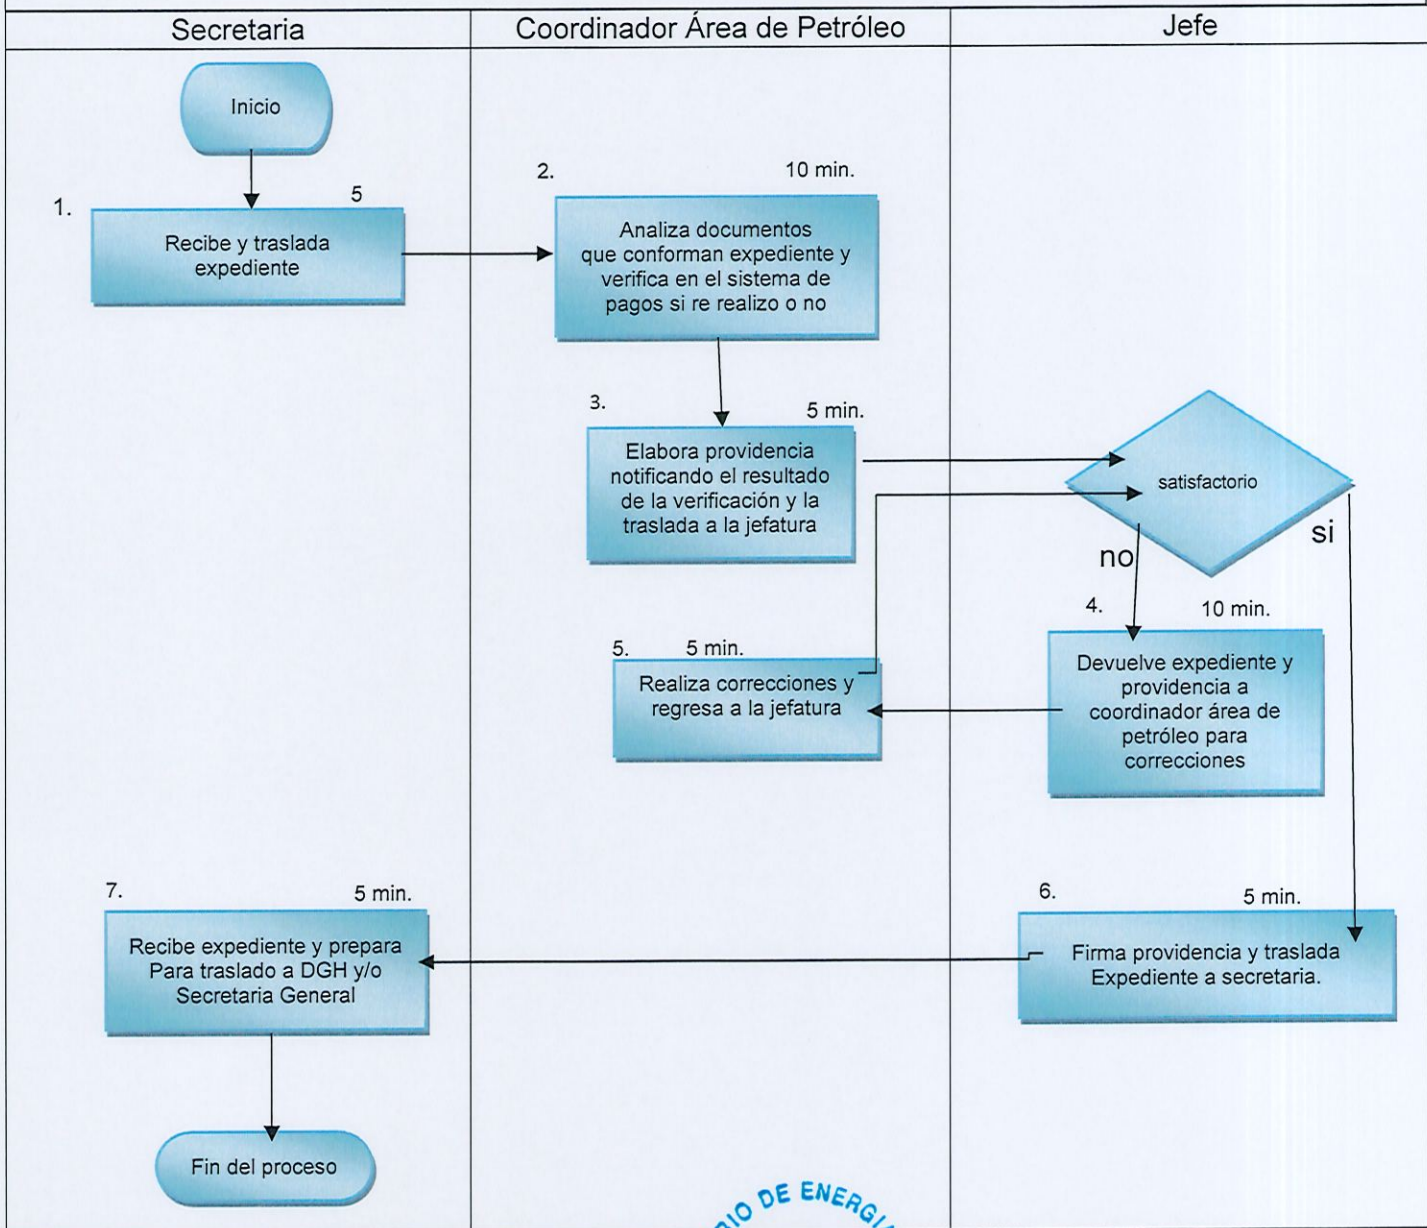 Secretaria
Coordinador Área de Petróleo
Jefe
Inicio
1.
5
Recibe y traslada
expediente
2.
10 min.
Analiza documentos
que conforman expediente y
verifica en el sistema de
pagos si re realizo o no
3.
5 min.
Elabora providencia
notificando el resultado
de la verificación y la
traslada a la jefatura
satisfactorio
si
no
4.
10 min.
Devuelve expediente y
providencia a
coordinador área de
petróleo para
correcciones
5.
5 min.
Realiza correcciones y
regresa a la jefatura
6.
5 min.
Firma providencia y traslada
Expediente a secretaria.
7.
5 min.
Recibe expediente y prepara
Para traslado a DGH y/o
Secretaria General
Fin del proceso
DE